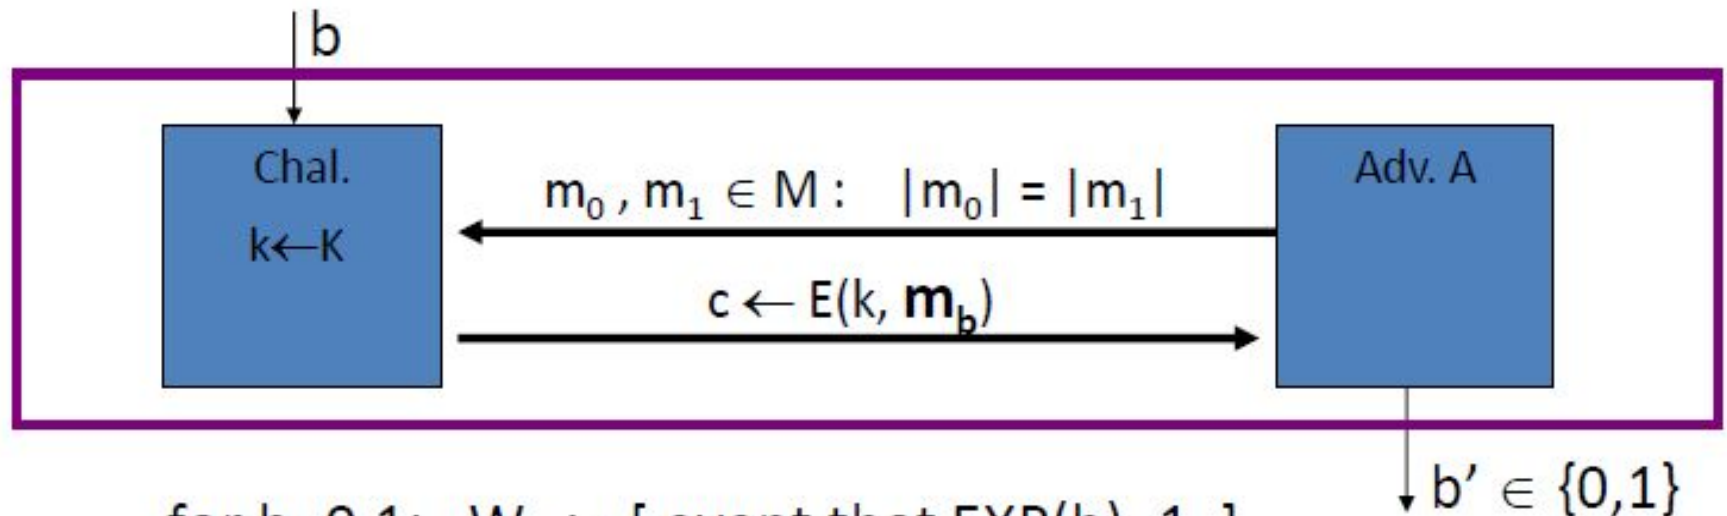 b
Chal.
k←K
m₀ , m₁ ∈ M : |m₀| = |m₁|
c ← E(k, m_b)
Adv. A
b’ ∈ {0,1}